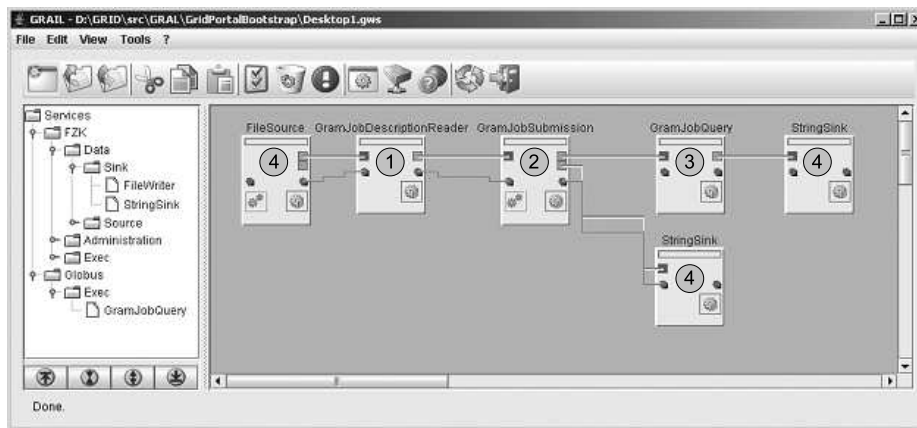 GRAIL - D:\GRID\src\GRAL\GridPortalBootstrap\Desktop1.gws
File Edit View Tools ?
Services
FZK
Data
Sink
FileWriter
StringSink
Source
Administration
Exec
Globus
Exec
GramJobQuery
FileSource GramJobDescriptionReader GramJobSubmission GramJobQuery StringSink
4 1 2 3 4
StringSink
4
Done.